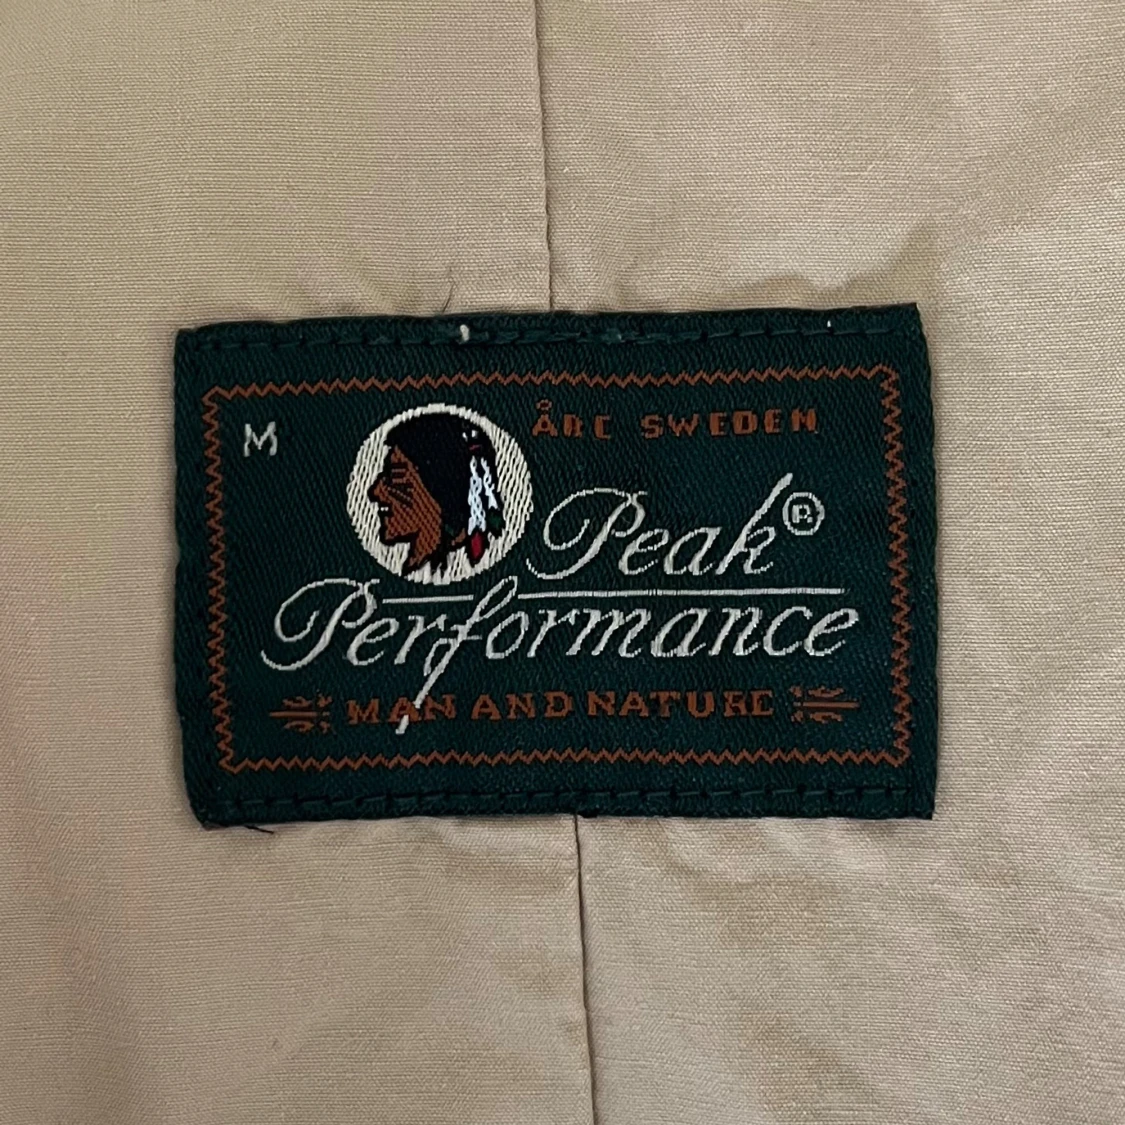 M
ÅRE SWEDEN
Peak®
Performance
MAN AND NATURE